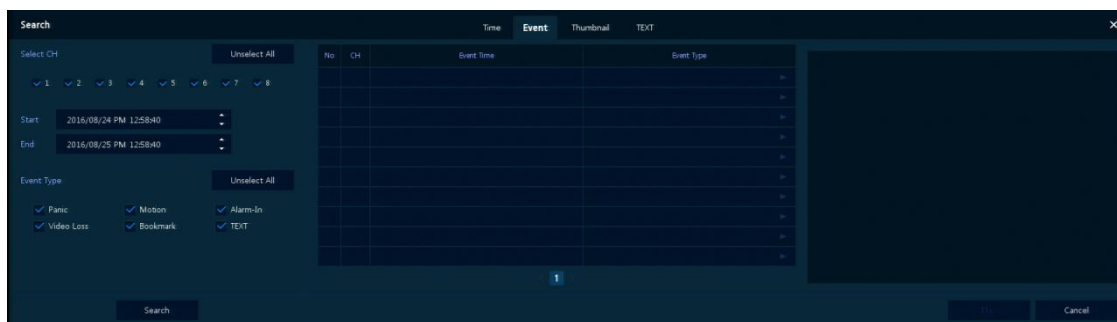 Search
Time Event Thumbnail TEXT
Select CH Unselect All
1 2 3 4 5 6 7 8
Start 2016/08/24 PM 12:58:40
End 2016/08/25 PM 12:58:40
Event Type Unselect All
Panic Motion Alarm-In
Video Loss Bookmark TEXT
No CH Event Time Event Type
1
Search Cancel